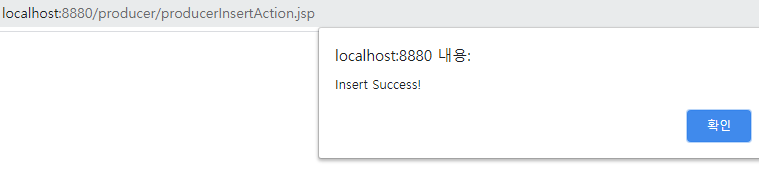 localhost:8880/producer/producerInsertAction.jsp
localhost:8880 내용:
Insert Success!
확인